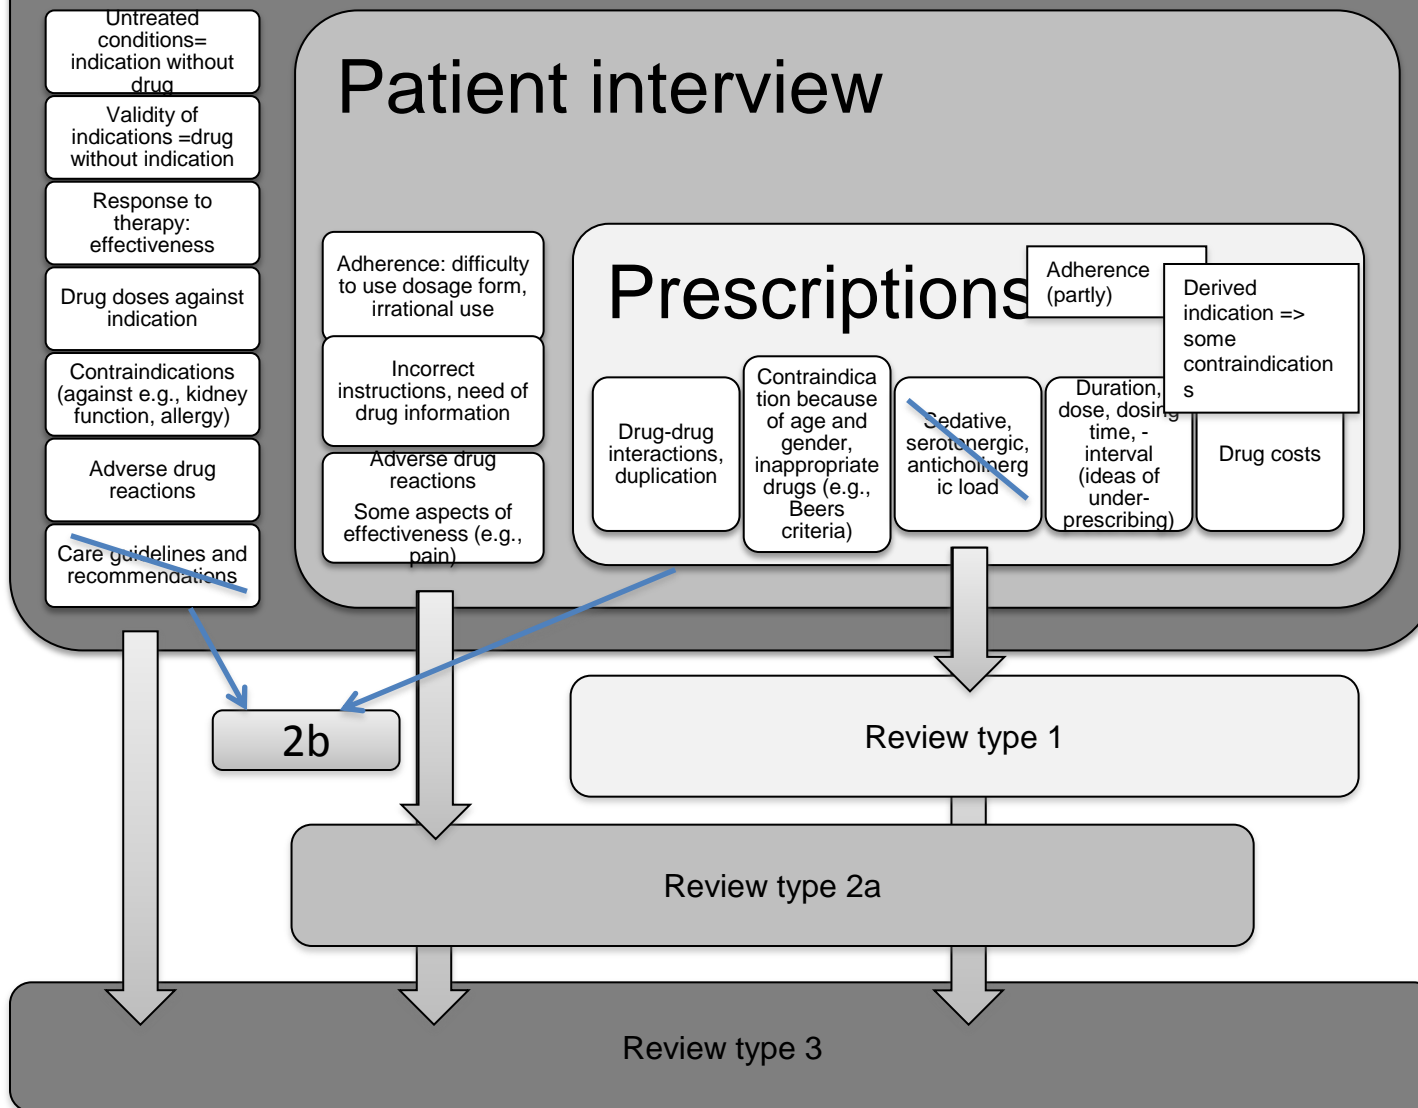 Untreated
conditions=
indication without
drug
Validity of
indications =drug
without indication
Response to
therapy:
effectiveness
Drug doses against
indication
Contraindications
(against e.g., kidney
function, allergy)
Adverse drug
reactions
Care guidelines and
recommendations
Patient interview
Adherence: difficulty
to use dosage form,
irrational use
Incorrect
instructions, need of
drug information
Adverse drug
reactions
Some aspects of
effectiveness (e.g.,
pain)
Prescriptions
Adherence
(partly)
Derived
indication =>
some
contraindication
s
Drug-drug
interactions,
duplication
Contraindica
tion because
of age and
gender,
inappropriate
drugs (e.g.,
Beers
criteria)
Sedative,
serotonergic,
anticholinerg
ic load
Duration,
dose, dosing
time, -
interval
(ideas of
under-
prescribing)
Drug costs
2b
Review type 1
Review type 2a
Review type 3